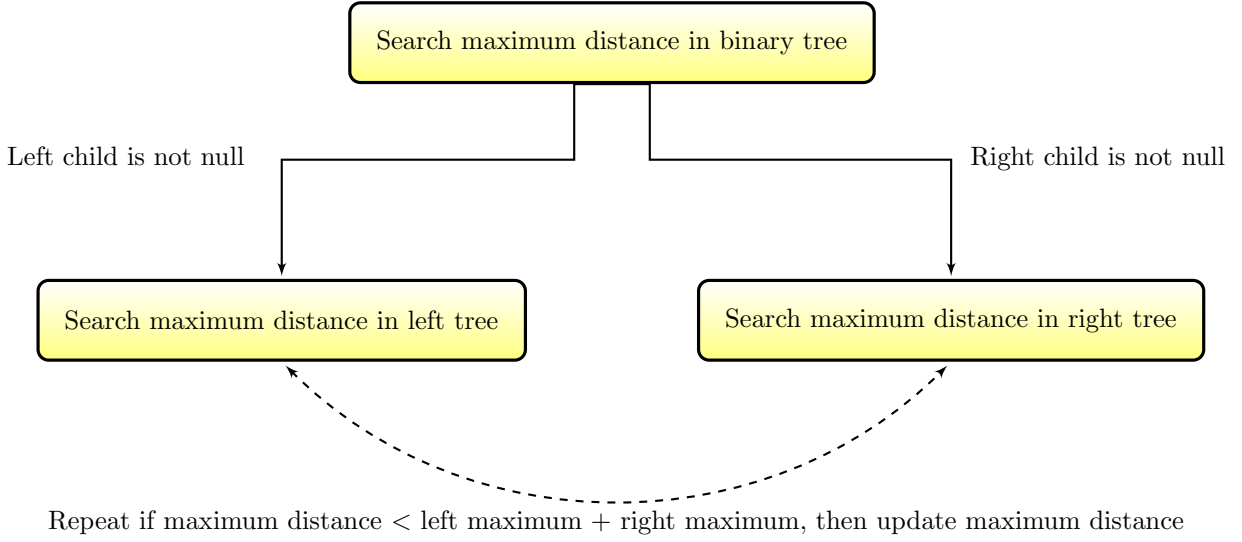 Search maximum distance in binary tree
Left child is not null
Right child is not null
Search maximum distance in left tree
Search maximum distance in right tree
Repeat if maximum distance < left maximum + right maximum, then update maximum distance